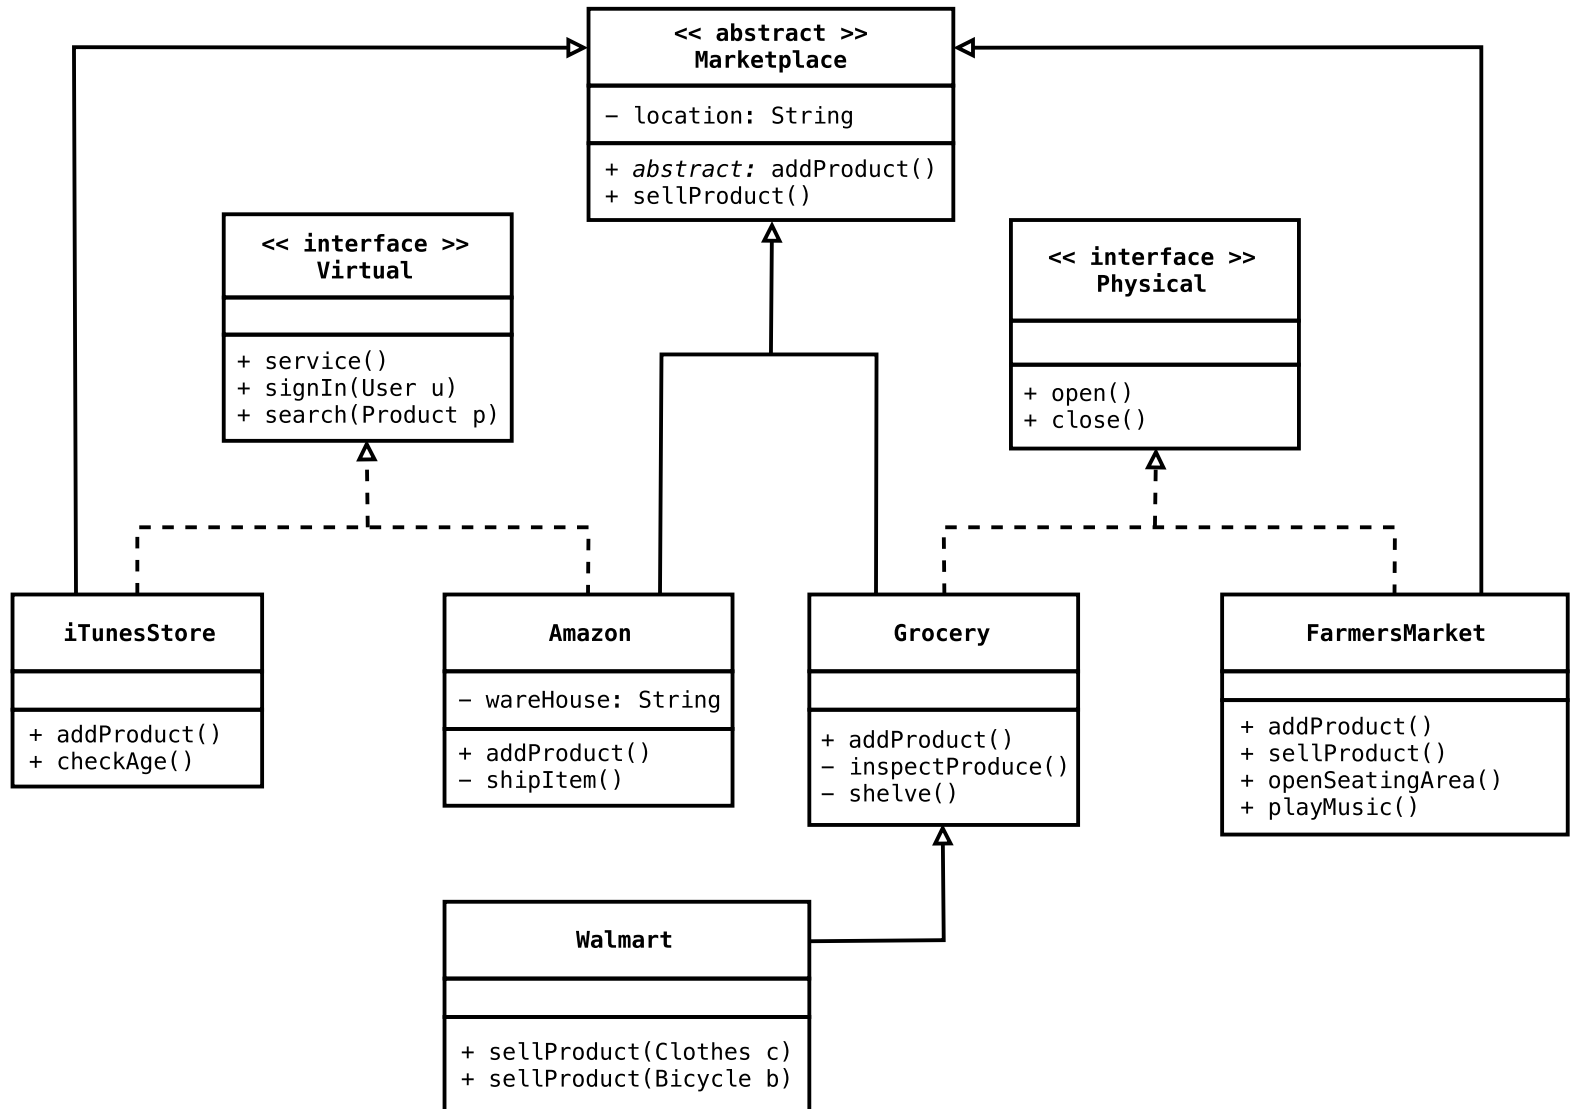 << abstract >>
Marketplace
− location: String
+ abstract: addProduct()
+ sellProduct()
<< interface >>
Virtual
+ service()
+ signIn(User u)
+ search(Product p)
<< interface >>
Physical
+ open()
+ close()
iTunesStore
+ addProduct()
+ checkAge()
Amazon
− wareHouse: String
+ addProduct()
− shipItem()
Grocery
+ addProduct()
− inspectProduce()
− shelve()
FarmersMarket
+ addProduct()
+ sellProduct()
+ openSeatingArea()
+ playMusic()
Walmart
+ sellProduct(Clothes c)
+ sellProduct(Bicycle b)